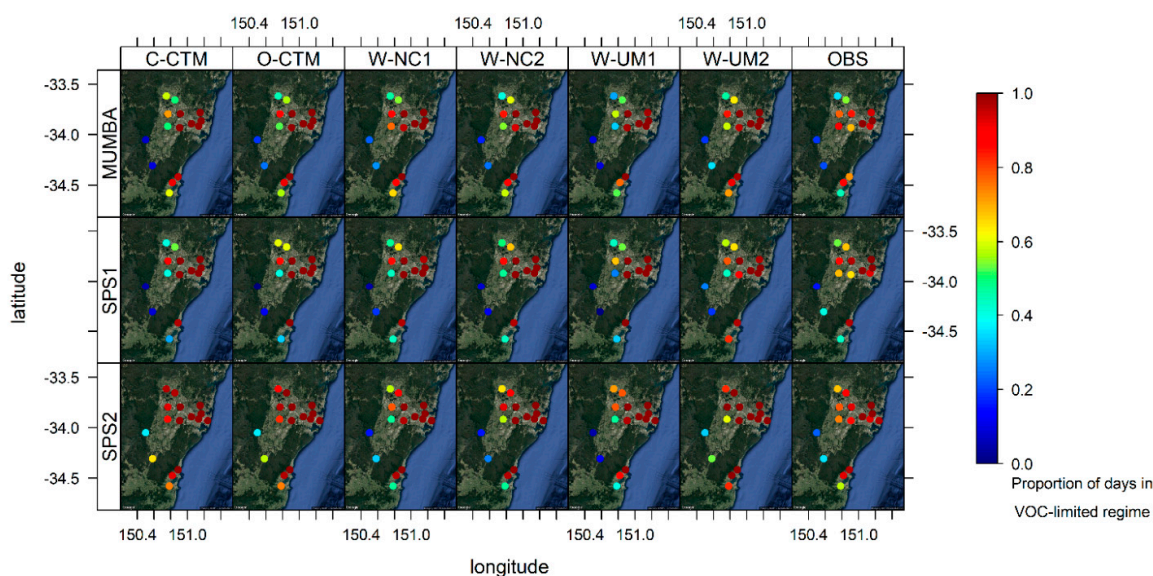 150.4 151.0 150.4 151.0 150.4 151.0
C-CTM O-CTM W-NC1 W-NC2 W-UM1 W-UM2 OBS
-33.5
-34.0
-34.5
MUMBA
1.0
0.8
0.6
0.4
0.2
0.0
Proportion of days in
VOC-limited regime
latitude
SPS1
-33.5
-34.0
-34.5
-33.5
-34.0
-34.5
SPS2
150.4 151.0 150.4 151.0 150.4 151.0 150.4 151.0
longitude